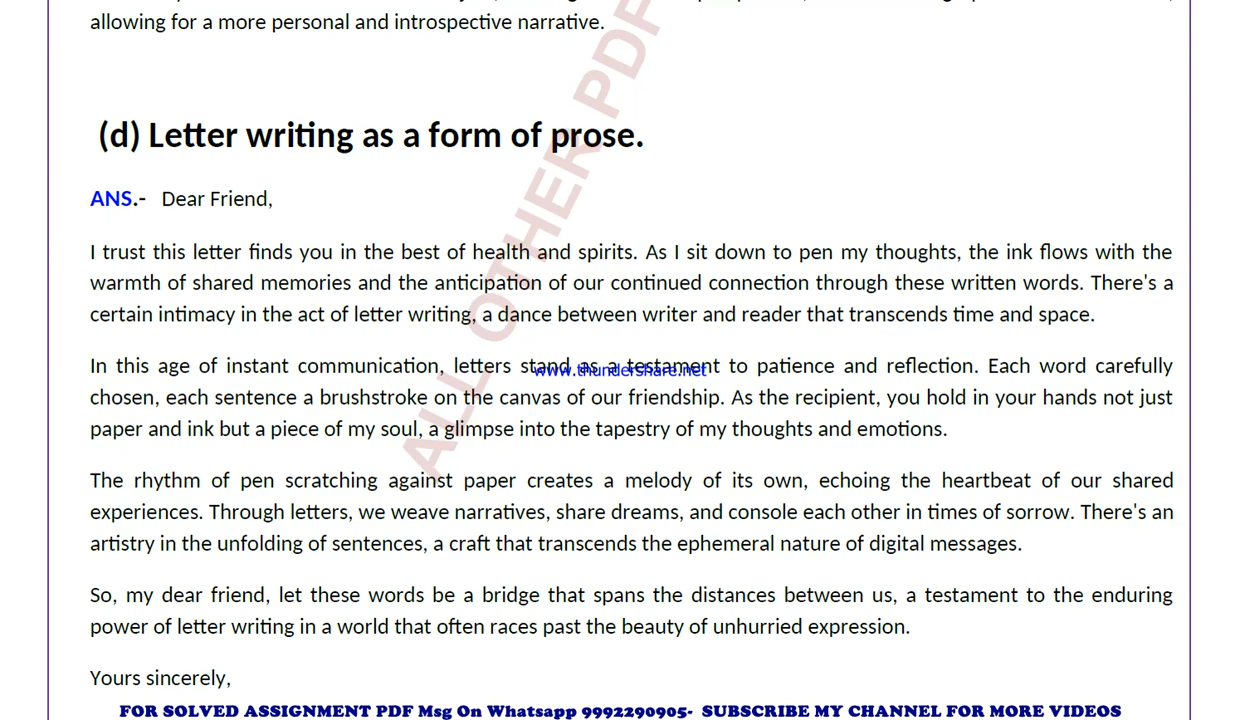 allowing for a more personal and introspective narrative.
(d) Letter writing as a form of prose.
ANS.- Dear Friend,
I trust this letter finds you in the best of health and spirits. As I sit down to pen my thoughts, the ink flows with the
warmth of shared memories and the anticipation of our continued connection through these written words. There's a
certain intimacy in the act of letter writing, a dance between writer and reader that transcends time and space.
In this age of instant communication, letters stand as a testament to patience and reflection. Each word carefully
www.thundershare.net
chosen, each sentence a brushstroke on the canvas of our friendship. As the recipient, you hold in your hands not just
paper and ink but a piece of my soul, a glimpse into the tapestry of my thoughts and emotions.
The rhythm of pen scratching against paper creates a melody of its own, echoing the heartbeat of our shared
experiences. Through letters, we weave narratives, share dreams, and console each other in times of sorrow. There's an
artistry in the unfolding of sentences, a craft that transcends the ephemeral nature of digital messages.
So, my dear friend, let these words be a bridge that spans the distances between us, a testament to the enduring
power of letter writing in a world that often races past the beauty of unhurried expression.
Yours sincerely,
FOR SOLVED ASSIGNMENT PDF Msg On Whatsapp 9992290905- SUBSCRIBE MY CHANNEL FOR MORE VIDEOS
ALL OTHER PDF